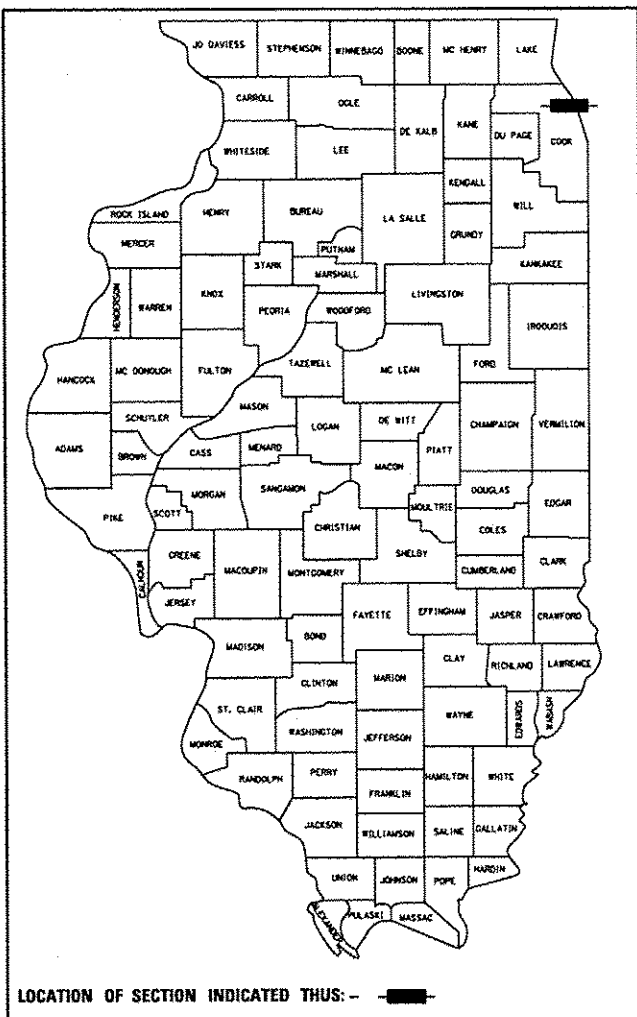 JO DAVIESS STEPHENSON WINNEBAGO BOONE MC HENRY LAKE
CARROLL OGLE
DE KALB KANE DU PAGE COOK
WHITESIDE LEE
KENDALL
ROCK ISLAND HENRY BUREAU LA SALLE WILL
MERCER PUTNAM GRUNDY
STARK MARSHALL KANKAKEE
HENDERSON WARREN KNOX LIVINGSTON
PEORIA WOODFORD IROQUOIS
HANCOCK MC DONOUGH FULTON TAZEWELL MC LEAN FORD
MASON
SCHUYLER LOGAN DE WITT CHAMPAIGN VERMILION
ADAMS BROWN CASS MENARD PIATT
MACON
PIKE MORGAN SANGAMON DOUGLAS EDGAR
SCOTT CHRISTIAN MOULTRIE
COLES
CALHOUN GREENE MACOUPIN MONTGOMERY SHELBY CUMBERLAND CLARK
JERSEY
FAYETTE EFFINGHAM JASPER CRAWFORD
MADISON BOND
CLAY RICHLAND LAWRENCE
CLINTON MARION
ST. CLAIR WAYNE EDWARDS WABASH
WASHINGTON JEFFERSON
MONROE
RANDOLPH PERRY HAMILTON WHITE
FRANKLIN
JACKSON WILLIAMSON SALINE GALLATIN
UNION JOHNSON POPE HARDIN
ALEXANDER PULASKI MASSAC
LOCATION OF SECTION INDICATED THUS: -